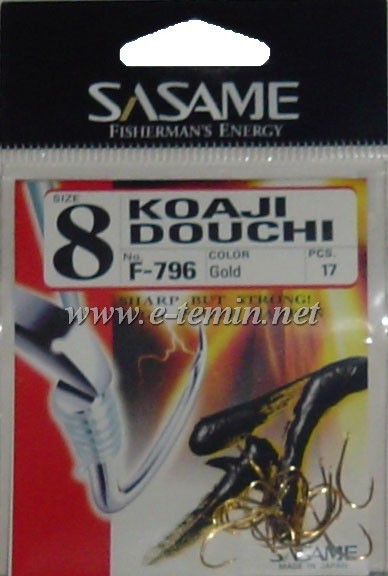 SASAME
FISHERMAN'S ENERGY
SIZE
8
KOAJI
DOUCHI
No. F-796
COLOR Gold
PCS. 17
SHARP BUT STRONG!
www.e-temin.net
SASAME
MADE IN JAPAN